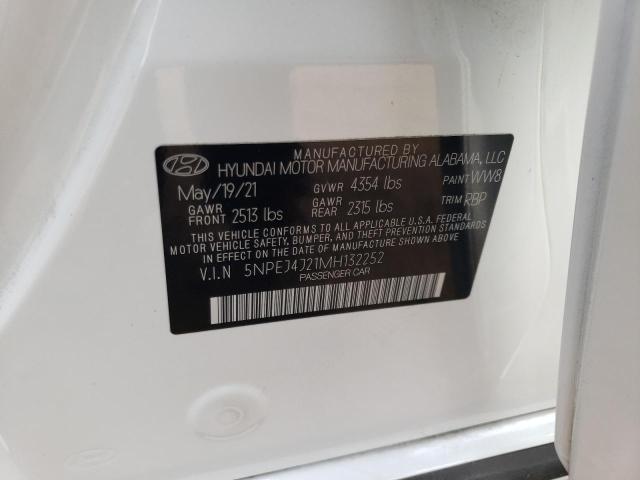 MANUFACTURED BY
HYUNDAI MOTOR MANUFACTURING ALABAMA, LLC
May/19/21 GVWR 4354 lbs PAINT WW8
GAWR FRONT 2513 lbs GAWR REAR 2315 lbs TRIM RBP
THIS VEHICLE CONFORMS TO ALL APPLICABLE U.S.A. FEDERAL
MOTOR VEHICLE SAFETY, BUMPER, AND THEFT PREVENTION STANDARDS
IN EFFECT ON THE DATE OF MANUFACTURE SHOWN ABOVE.
V.I.N 5NPEJ4J21MH132252
PASSENGER CAR